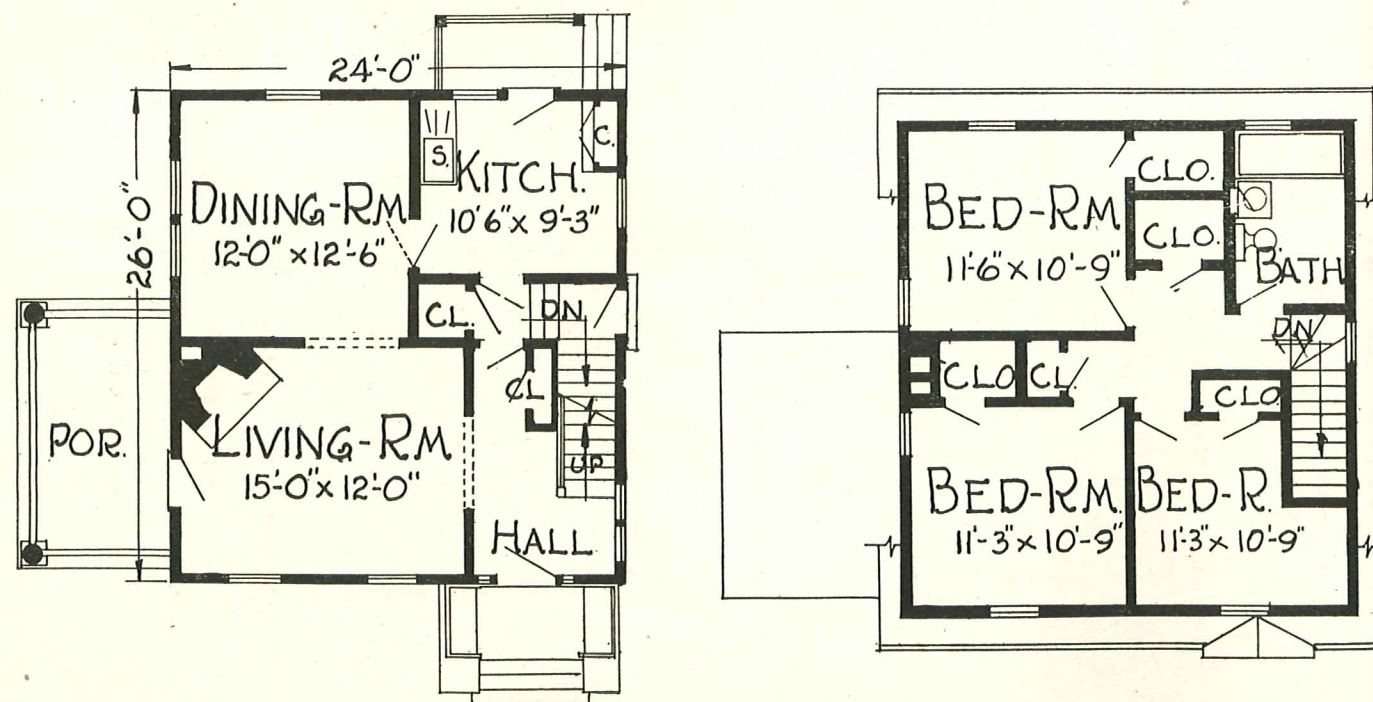 24'-0"
26'-0"
DINING-RM
12'-0" x 12'-6"
S.
C.
KITCH.
10'6" x 9'-3"
CL.
DN
CL
UP
POR.
LIVING-RM
15'-0" x 12'-0"
HALL
BED-RM
11'-6" x 10'-9"
CLO.
CLO.
BATH
DN
CLO
CL.
CLO
BED-RM.
11'-3" x 10'-9"
BED-R.
11'-3" x 10'-9"